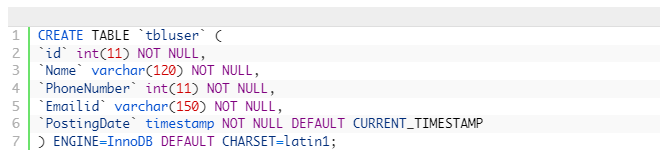 1 CREATE TABLE `tbluser` (
2 `id` int(11) NOT NULL,
3 `Name` varchar(120) NOT NULL,
4 `PhoneNumber` int(11) NOT NULL,
5 `Emailid` varchar(150) NOT NULL,
6 `PostingDate` timestamp NOT NULL DEFAULT CURRENT_TIMESTAMP
7 ) ENGINE=InnoDB DEFAULT CHARSET=latin1;